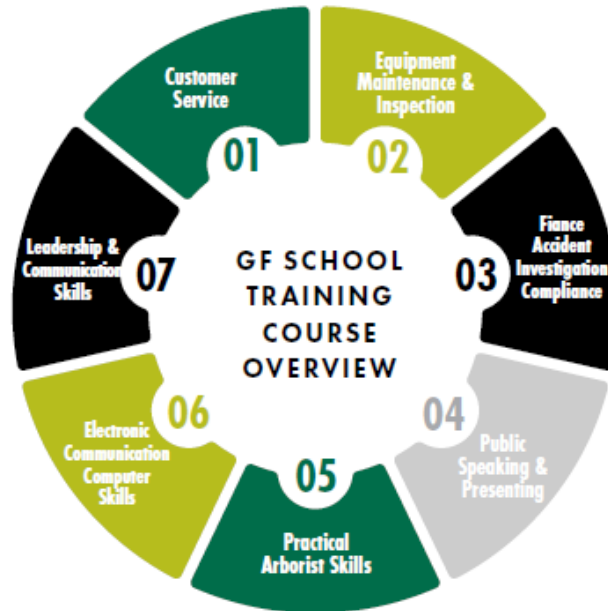 Customer
Service
01
Equipment
Maintenance &
Inspection
02
Fiance
Accident
Investigation
Compliance
03
Public
Speaking &
Presenting
04
Practical
Arborist Skills
05
Electronic
Communication
Computer
Skills
06
Leadership &
Communication
Skills
07
GF SCHOOL
TRAINING
COURSE
OVERVIEW